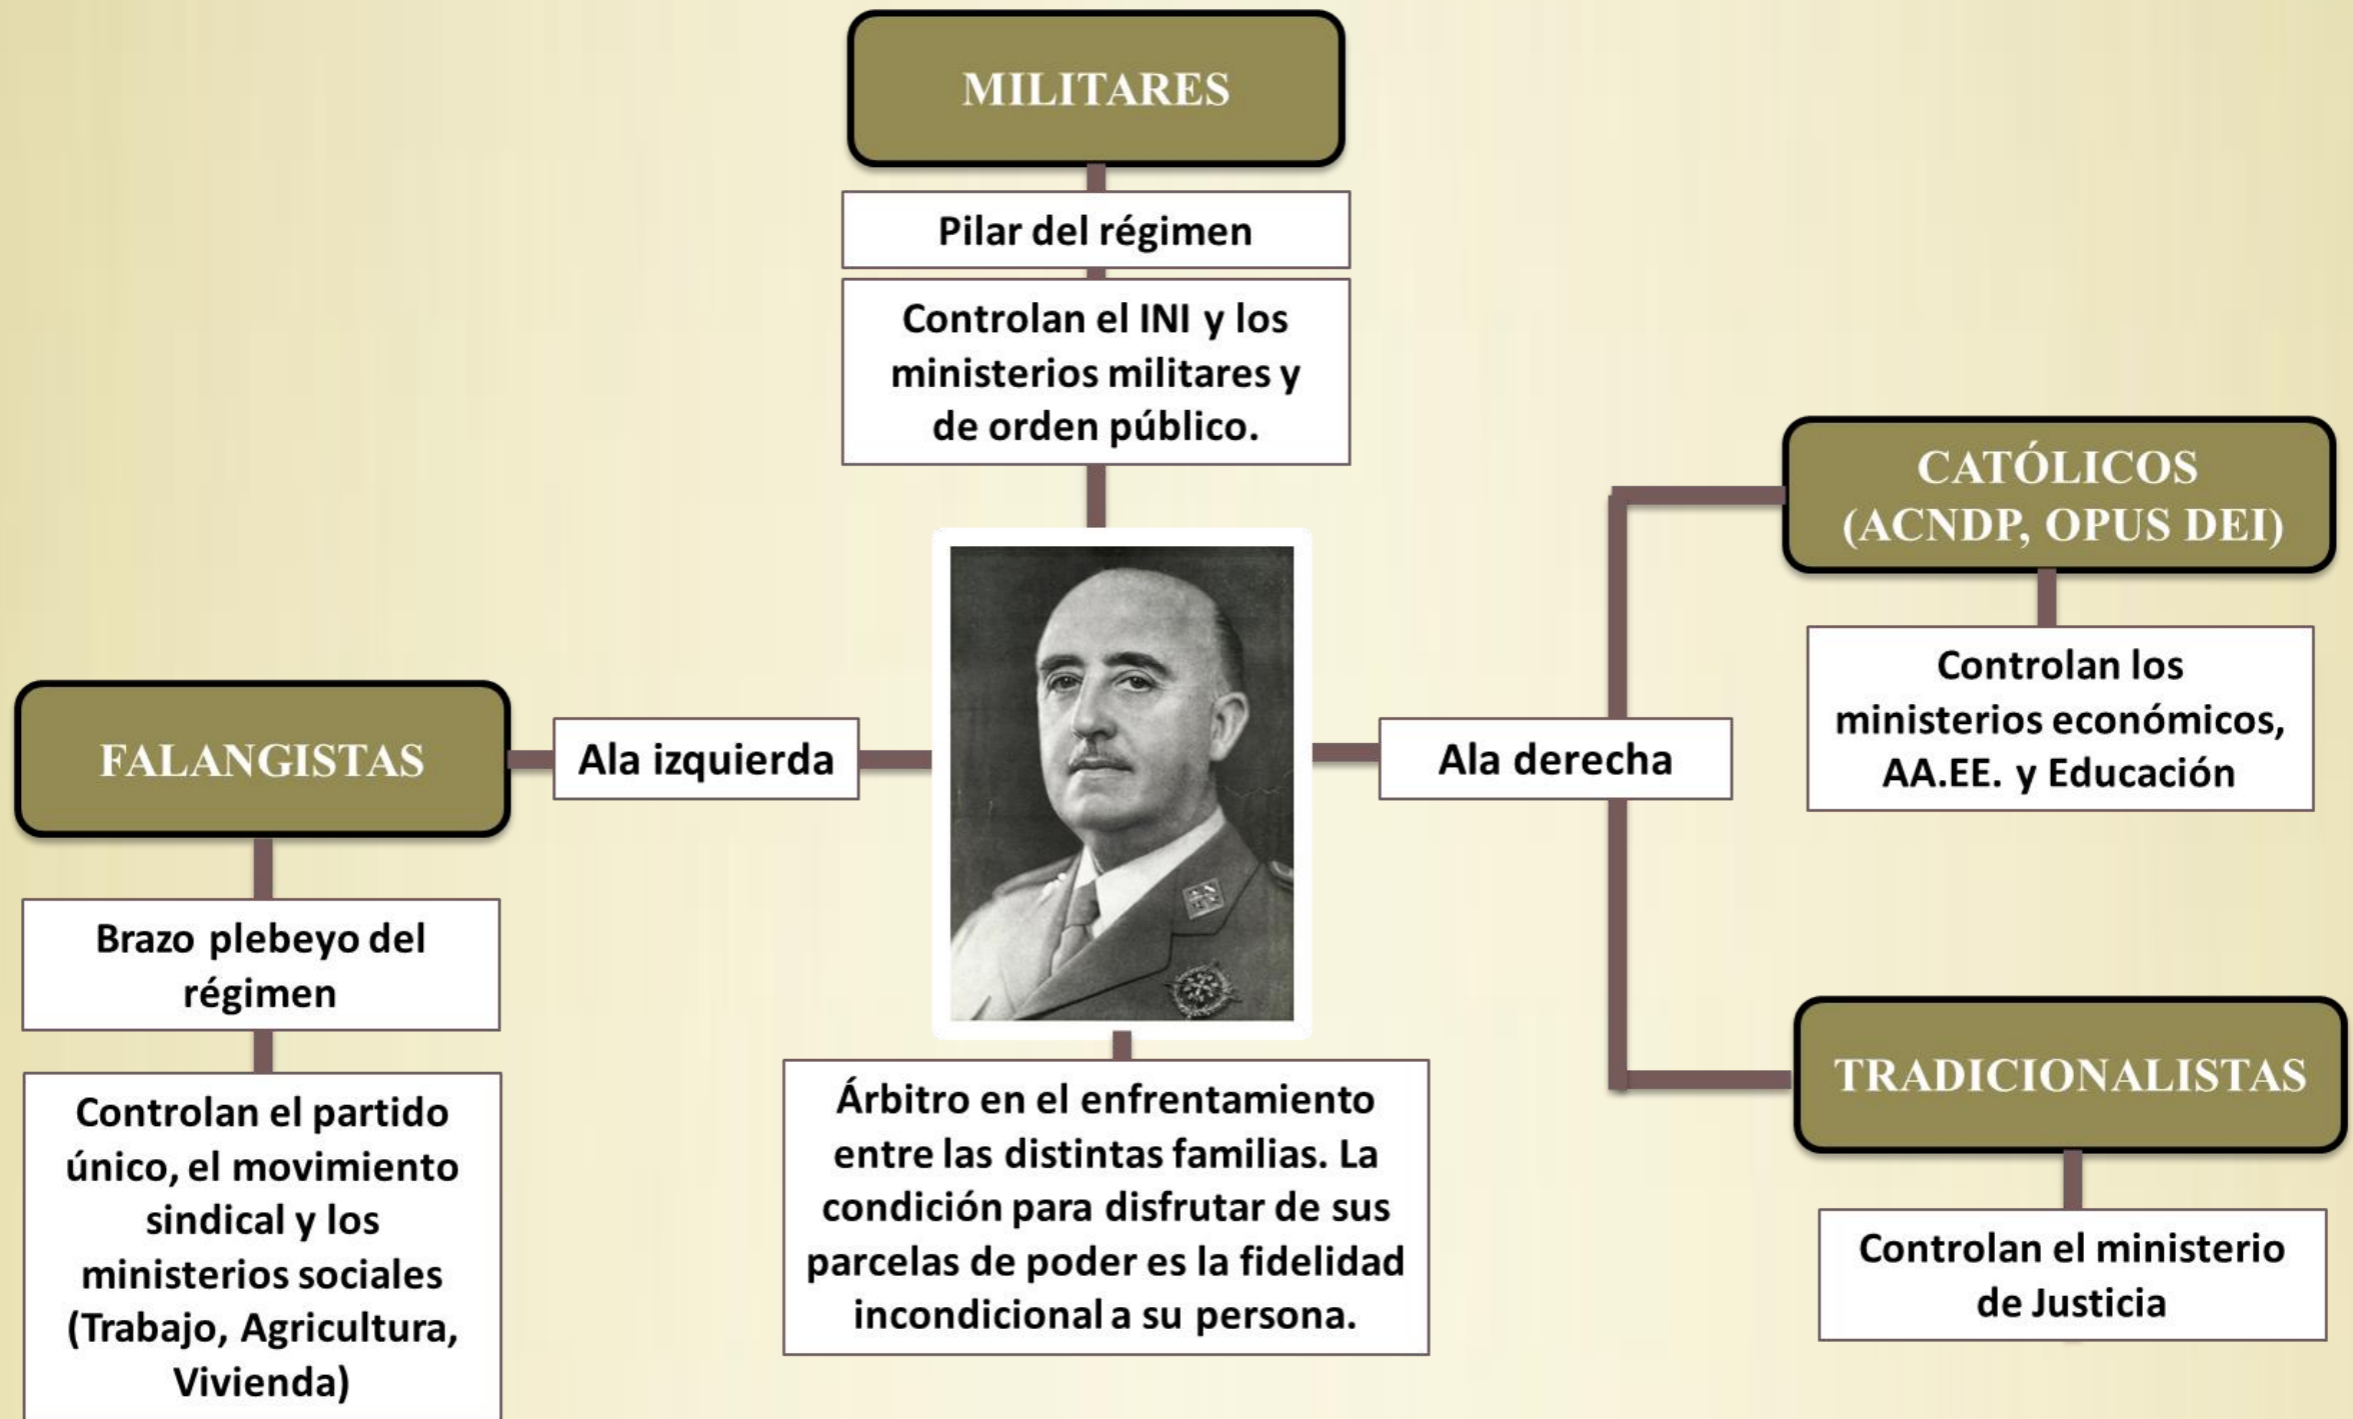 MILITARES
Pilar del régimen
Controlan el INI y los
ministerios militares y
de orden público.
CATÓLICOS
(ACNDP, OPUS DEI)
Controlan los
ministerios económicos,
AA.EE. y Educación
FALANGISTAS
Ala izquierda
Ala derecha
Brazo plebeyo del
régimen
Controlan el partido
único, el movimiento
sindical y los
ministerios sociales
(Trabajo, Agricultura,
Vivienda)
Árbitro en el enfrentamiento
entre las distintas familias. La
condición para disfrutar de sus
parcelas de poder es la fidelidad
incondicional a su persona.
TRADICIONALISTAS
Controlan el ministerio
de Justicia